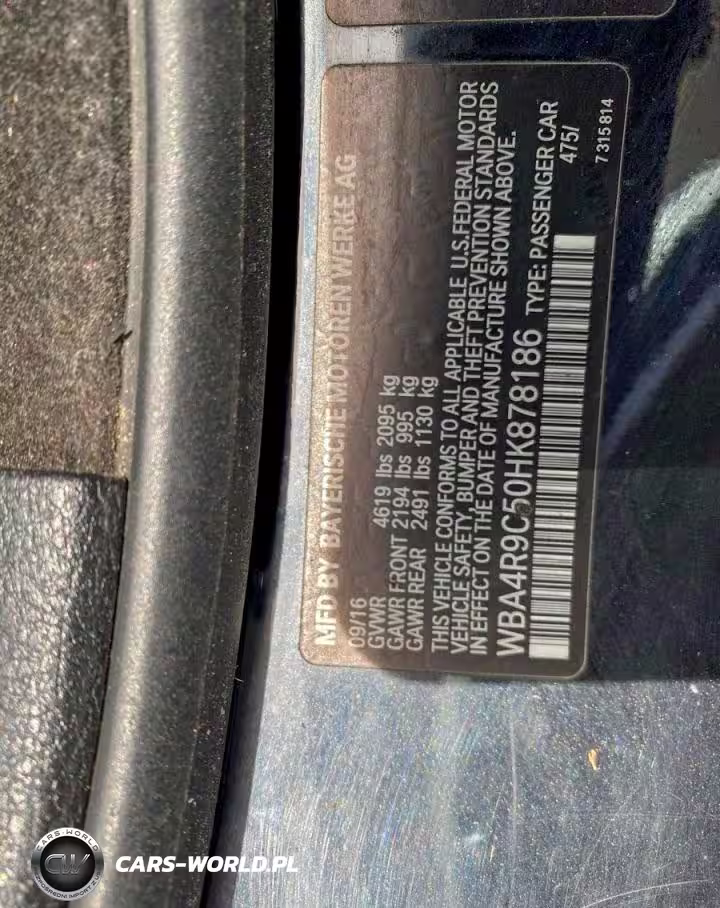 MFD BY BAYERISCHE MOTOREN WERKE AG
09/16
GVWR 4619 lbs 2095 kg
GAWR FRONT 2194 lbs 995 kg
GAWR REAR 2491 lbs 1130 kg
THIS VEHICLE CONFORMS TO ALL APPLICABLE U.S.FEDERAL MOTOR
VEHICLE SAFETY, BUMPER AND THEFT PREVENTION STANDARDS
IN EFFECT ON THE DATE OF MANUFACTURE SHOWN ABOVE.
WBA4R9C50HK878186 TYPE: PASSENGER CAR
475/
7315814
CARS-WORLD
CW
CARS-WORLD.PL